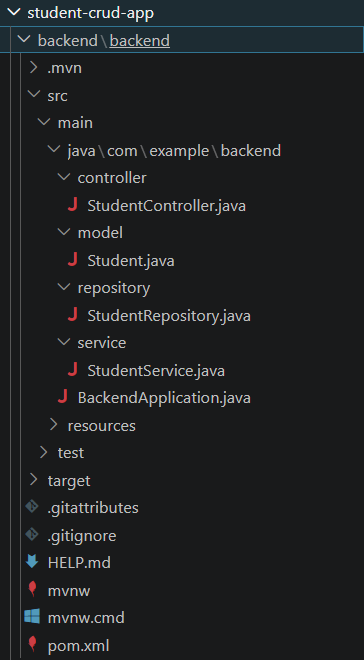 student-crud-app
backend\backend
.mvn
src
main
java\com\example\backend
controller
StudentController.java
model
Student.java
repository
StudentRepository.java
service
StudentService.java
BackendApplication.java
resources
test
target
.gitattributes
.gitignore
HELP.md
mvnw
mvnw.cmd
pom.xml